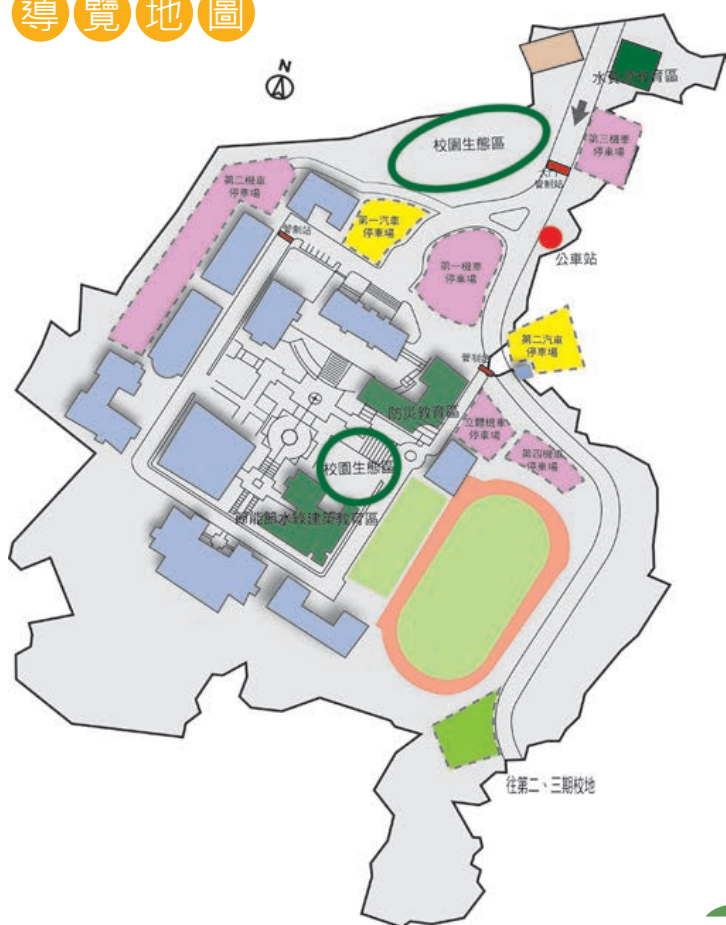 導覽地圖
N
水資源教育區
校園生態區
第三機車
停車場
大門
管制站
第二機車
停車場
第一汽車
停車場
管制站
公車站
第一機車
停車場
第二汽車
停車場
管制站
防災教育區
立體機車
停車場
第四機車
停車場
校園生態區
節能節水綠建築教育區
往第二、三期校地